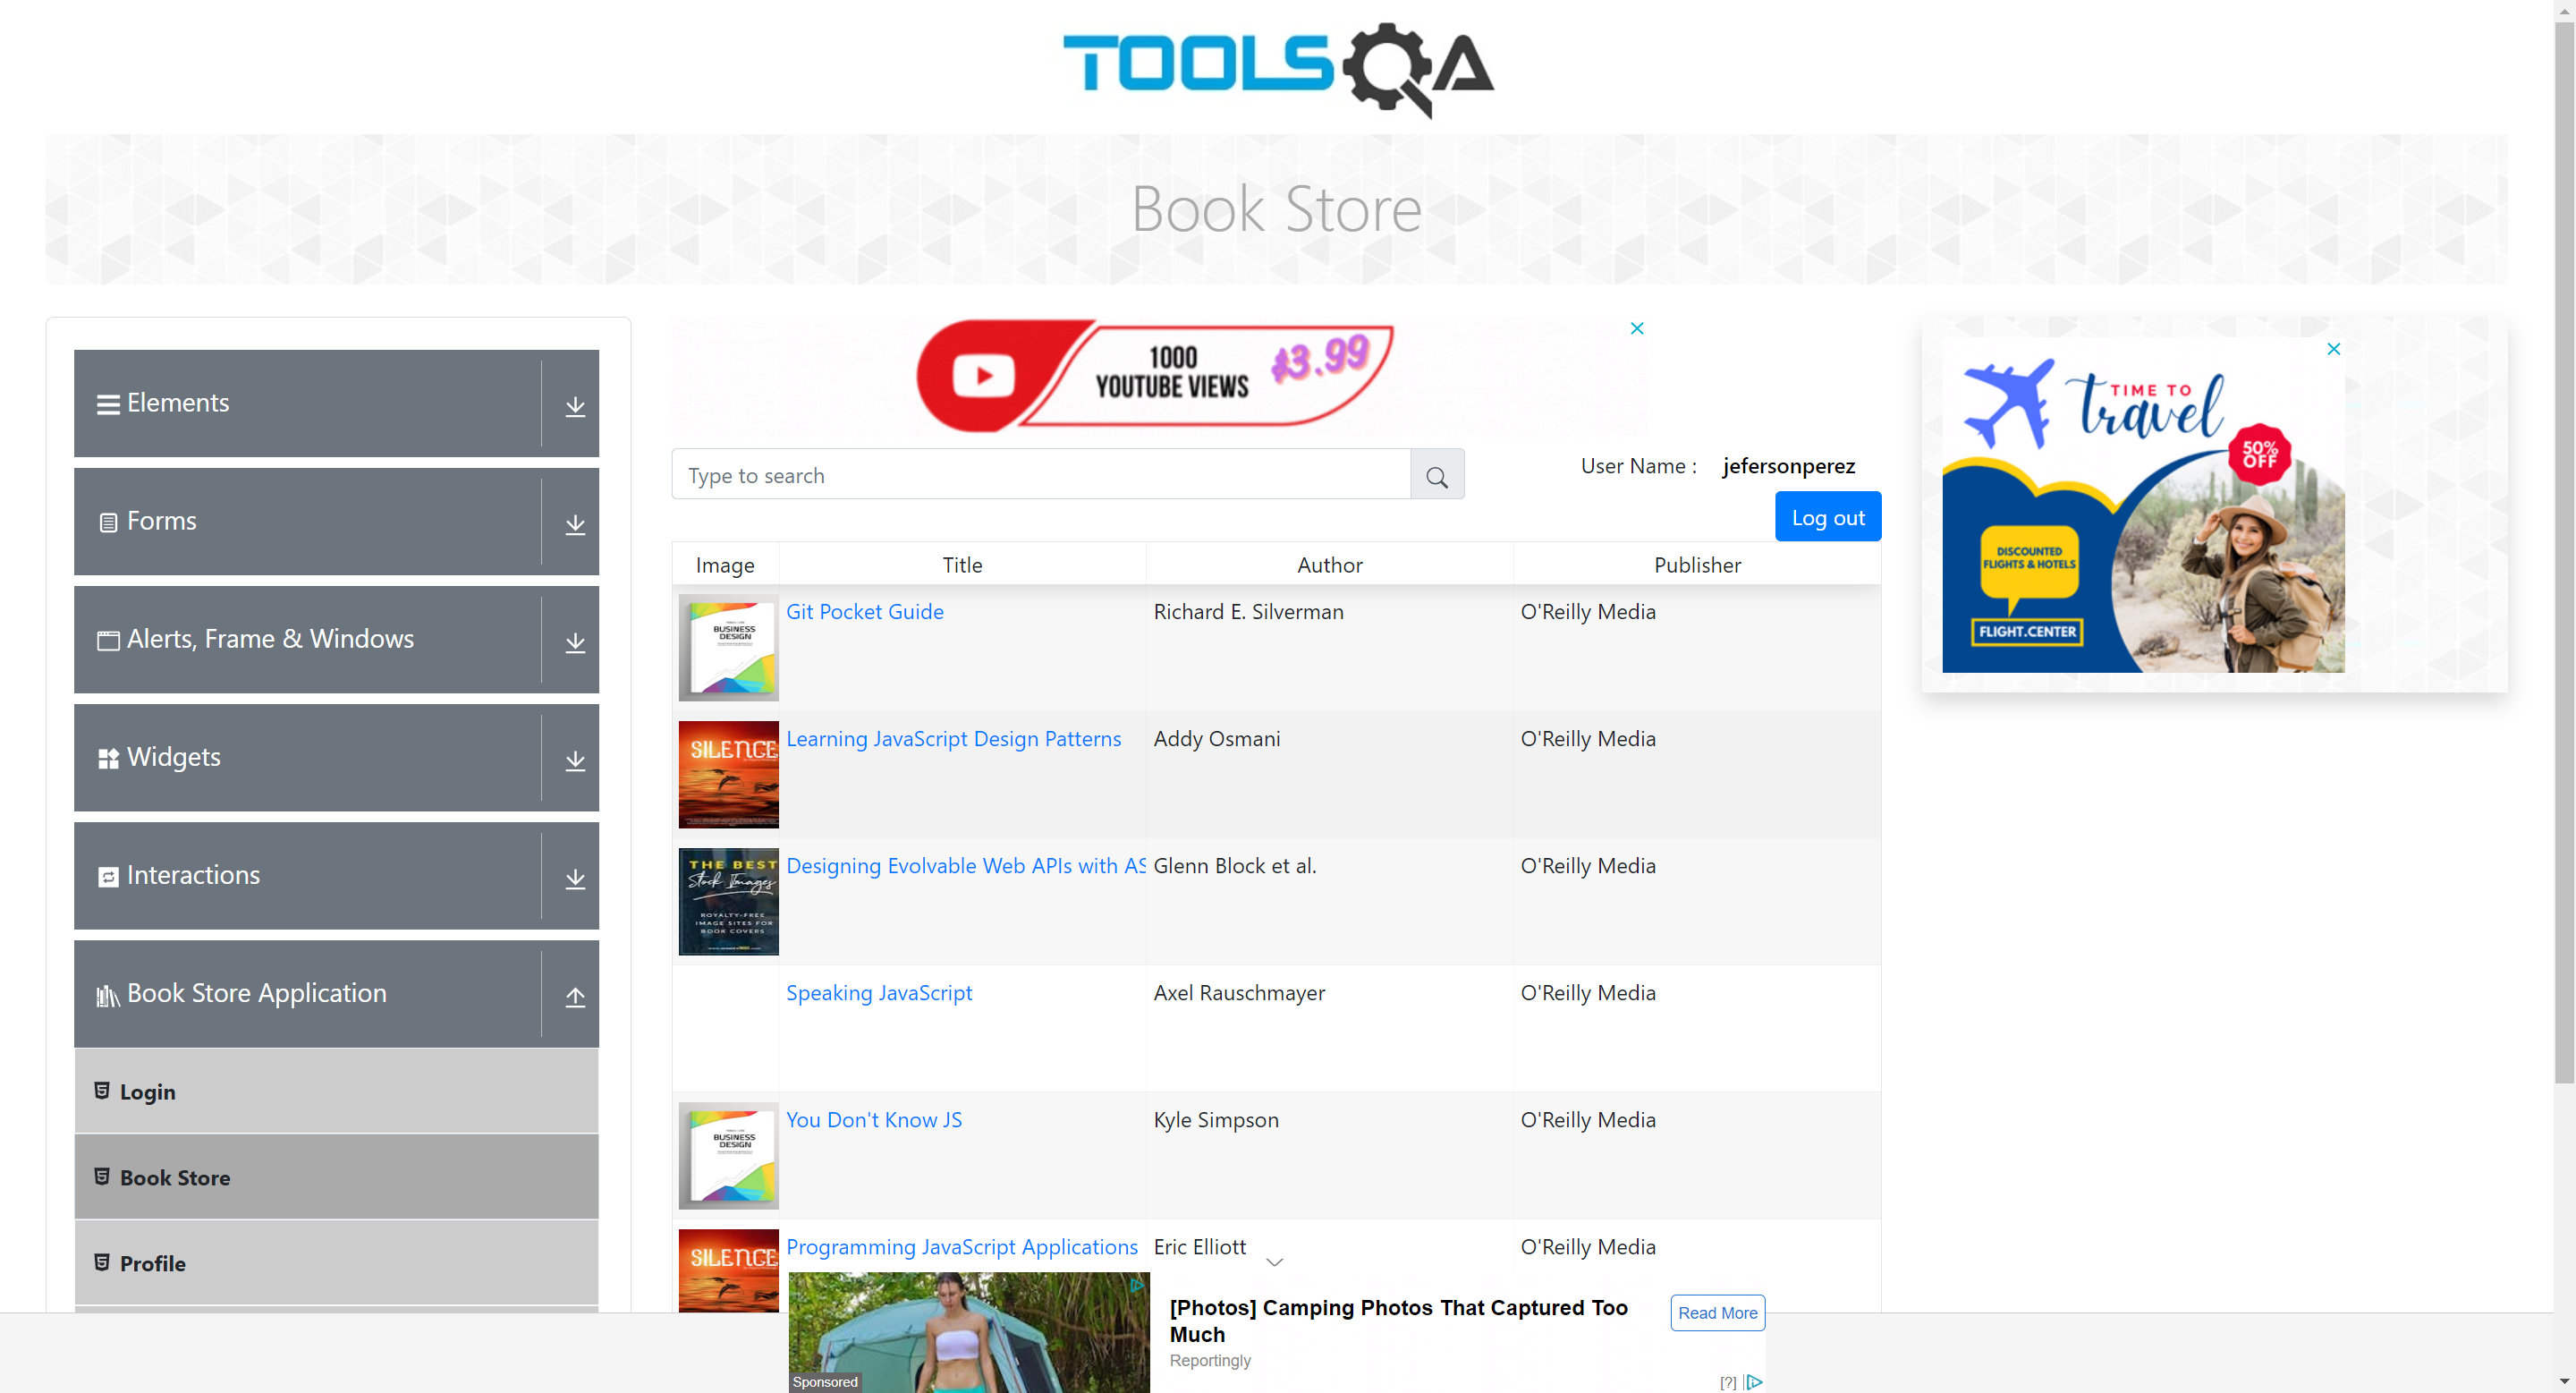 TOOLSQA
Book Store
Elements
Forms
Alerts, Frame & Windows
Widgets
Interactions
Book Store Application
Login
Book Store
Profile
1000
YOUTUBE VIEWS
$3.99
Type to search
User Name :
jefersonperez
Log out
Image
Title
Author
Publisher
BUSINESS
DESIGN
Git Pocket Guide
Richard E. Silverman
O'Reilly Media
SILENCE
Learning JavaScript Design Patterns
Addy Osmani
O'Reilly Media
THE BEST
Stock Images
ROYALTY-FREE
IMAGE SITES FOR
BOOK COVERS
Designing Evolvable Web APIs with AS
Glenn Block et al.
O'Reilly Media
Speaking JavaScript
Axel Rauschmayer
O'Reilly Media
BUSINESS
DESIGN
You Don't Know JS
Kyle Simpson
O'Reilly Media
SILENCE
Programming JavaScript Applications
Eric Elliott
O'Reilly Media
TIME TO
travel
50%
OFF
DISCOUNTED
FLIGHTS & HOTELS
FLIGHT.CENTER
Sponsored
[Photos] Camping Photos That Captured Too
Much
Reportingly
Read More
[?]